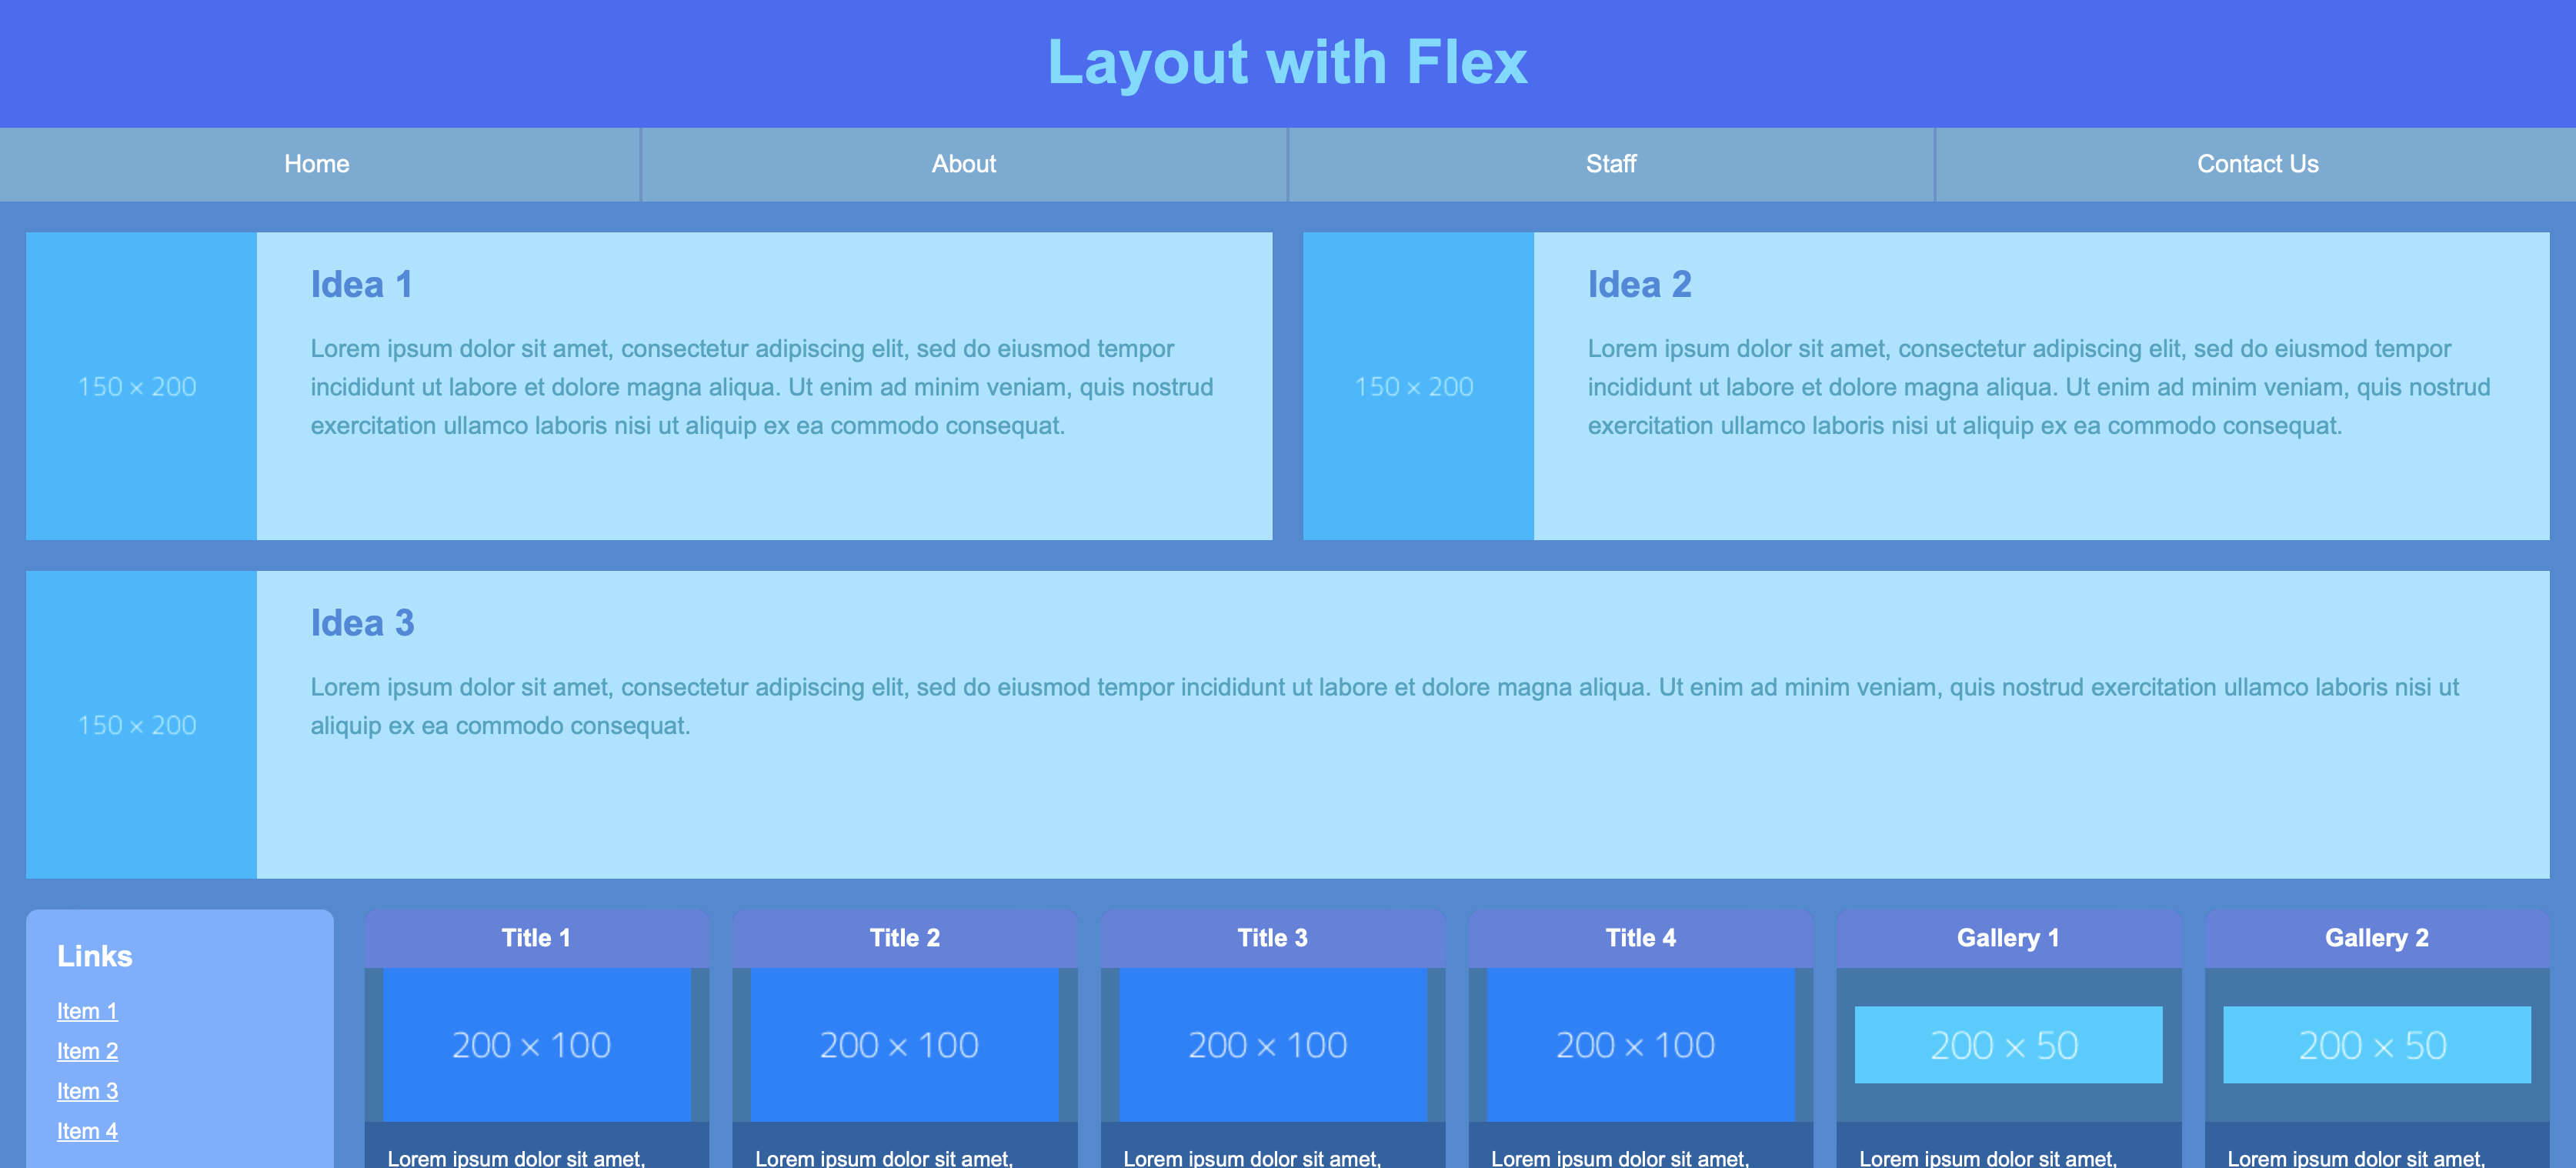 Layout with Flex
Home
About
Staff
Contact Us
150 × 200
Idea 1
Lorem ipsum dolor sit amet, consectetur adipiscing elit, sed do eiusmod tempor
incididunt ut labore et dolore magna aliqua. Ut enim ad minim veniam, quis nostrud
exercitation ullamco laboris nisi ut aliquip ex ea commodo consequat.
150 × 200
Idea 2
Lorem ipsum dolor sit amet, consectetur adipiscing elit, sed do eiusmod tempor
incididunt ut labore et dolore magna aliqua. Ut enim ad minim veniam, quis nostrud
exercitation ullamco laboris nisi ut aliquip ex ea commodo consequat.
150 × 200
Idea 3
Lorem ipsum dolor sit amet, consectetur adipiscing elit, sed do eiusmod tempor incididunt ut labore et dolore magna aliqua. Ut enim ad minim veniam, quis nostrud exercitation ullamco laboris nisi ut
aliquip ex ea commodo consequat.
Links
Item 1
Item 2
Item 3
Item 4
Title 1
200 × 100
Lorem ipsum dolor sit amet,
Title 2
200 × 100
Lorem ipsum dolor sit amet,
Title 3
200 × 100
Lorem ipsum dolor sit amet,
Title 4
200 × 100
Lorem ipsum dolor sit amet,
Gallery 1
200 × 50
Lorem ipsum dolor sit amet,
Gallery 2
200 × 50
Lorem ipsum dolor sit amet,